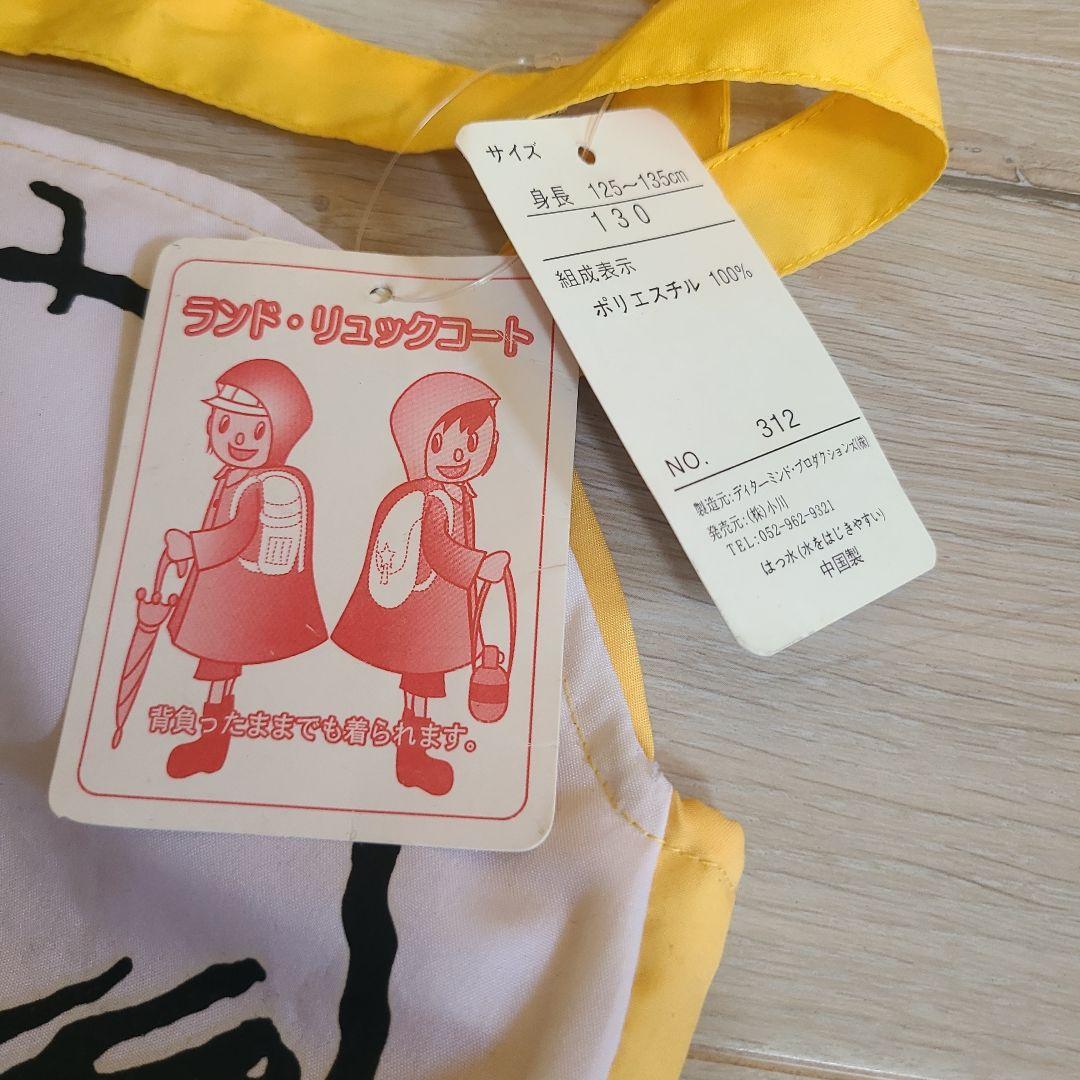 ランド・リュックコート
背負ったままでも着られます。
サイズ
身長 125～135cm
130
組成表示
ポリエステル 100%
NO. 312
製造元:ディターミンド・プロダクションズ(株)
発売元:(株)小川
TEL:052-962-9321
はっ水(水をはじきやすい)
中国製